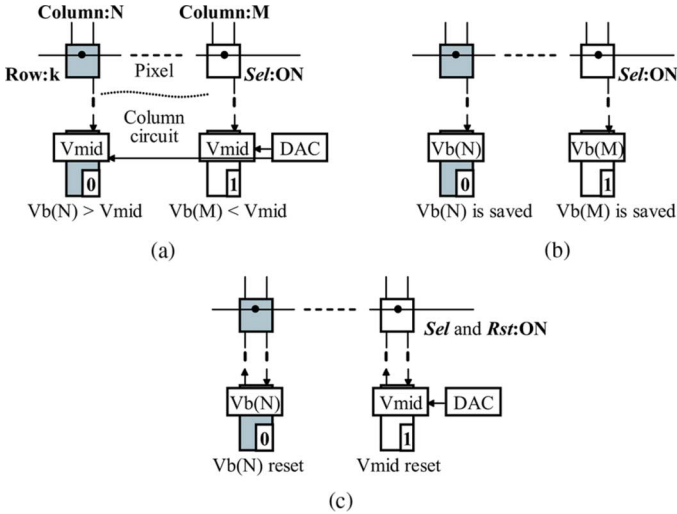 Column:N Column:M
Row:k Pixel Sel:ON Sel:ON
Column
circuit
Vmid Vmid DAC Vb(N) Vb(M)
0 1 0 1
Vb(N) > Vmid Vb(M) < Vmid Vb(N) is saved Vb(M) is saved
(a) (b)
Sel and Rst:ON
Vb(N) Vmid DAC
0 1
Vb(N) reset Vmid reset
(c)